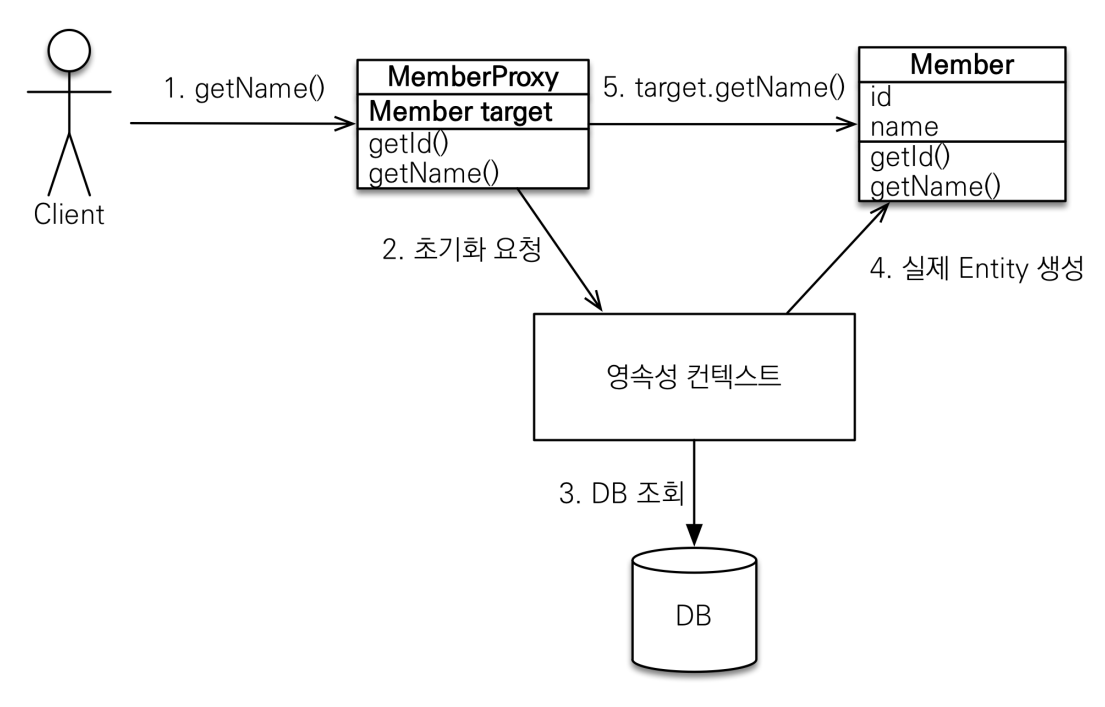 1. getName()
Client
MemberProxy
Member target
getId()
getName()
5. target.getName()
Member
id
name
getId()
getName()
2. 초기화 요청
4. 실제 Entity 생성
영속성 컨텍스트
3. DB 조회
DB